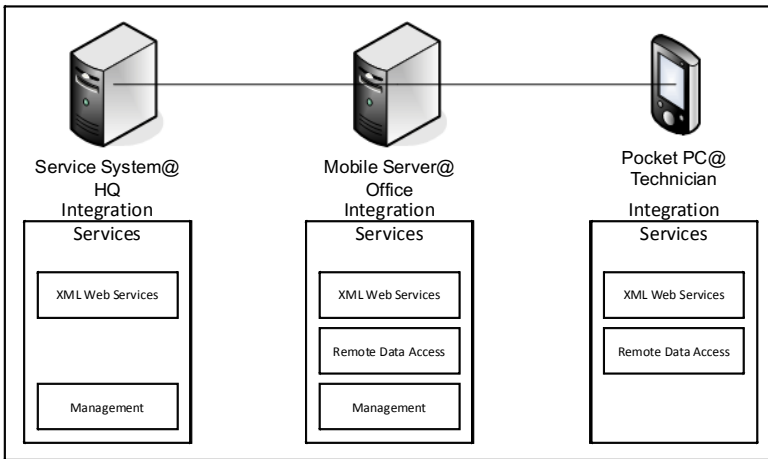 Service System@
HQ
Integration
Services
XML Web Services
Management
Mobile Server@
Office
Integration
Services
XML Web Services
Remote Data Access
Management
Pocket PC@
Technician
Integration
Services
XML Web Services
Remote Data Access